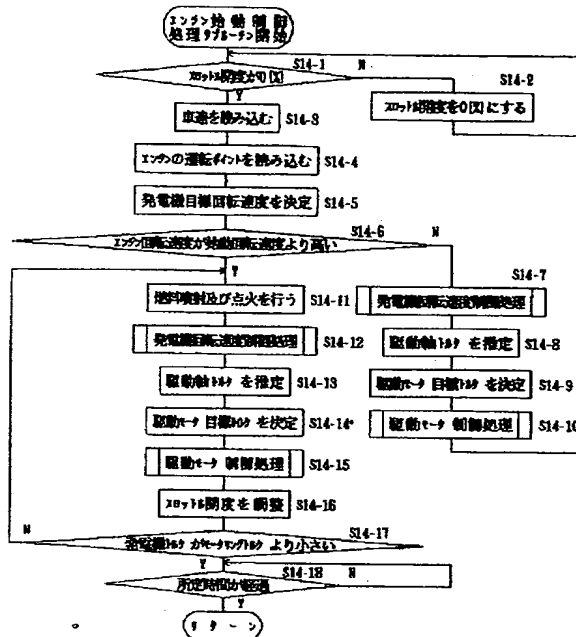 エンジン始動制御
処理サブルーチン開始
S14-1
N
スロットル開度が0〔%〕
Y
S14-2
スロットル開度を0〔%〕にする
車速を読み込む S14-3
エンジンの運転ポイントを読み込む S14-4
発電機目標回転速度を決定 S14-5
S14-6
N
エンジン回転速度が始動回転速度より高い
Y
S14-7
発電機回転速度制御処理
駆動軸トルク を推定 S14-8
駆動モータ 目標トルク を決定 S14-9
駆動モータ 制御処理 S14-10
燃料噴射及び点火を行う S14-11
発電機回転速度制御処理 S14-12
駆動軸トルク を推定 S14-13
駆動モータ 目標トルク を決定 S14-14
駆動モータ 制御処理 S14-15
スロットル開度を調整 S14-16
N
S14-17
発電機トルク がモータリングトルク より小さい
Y
S14-18
N
所定時間が経過
Y
リターン